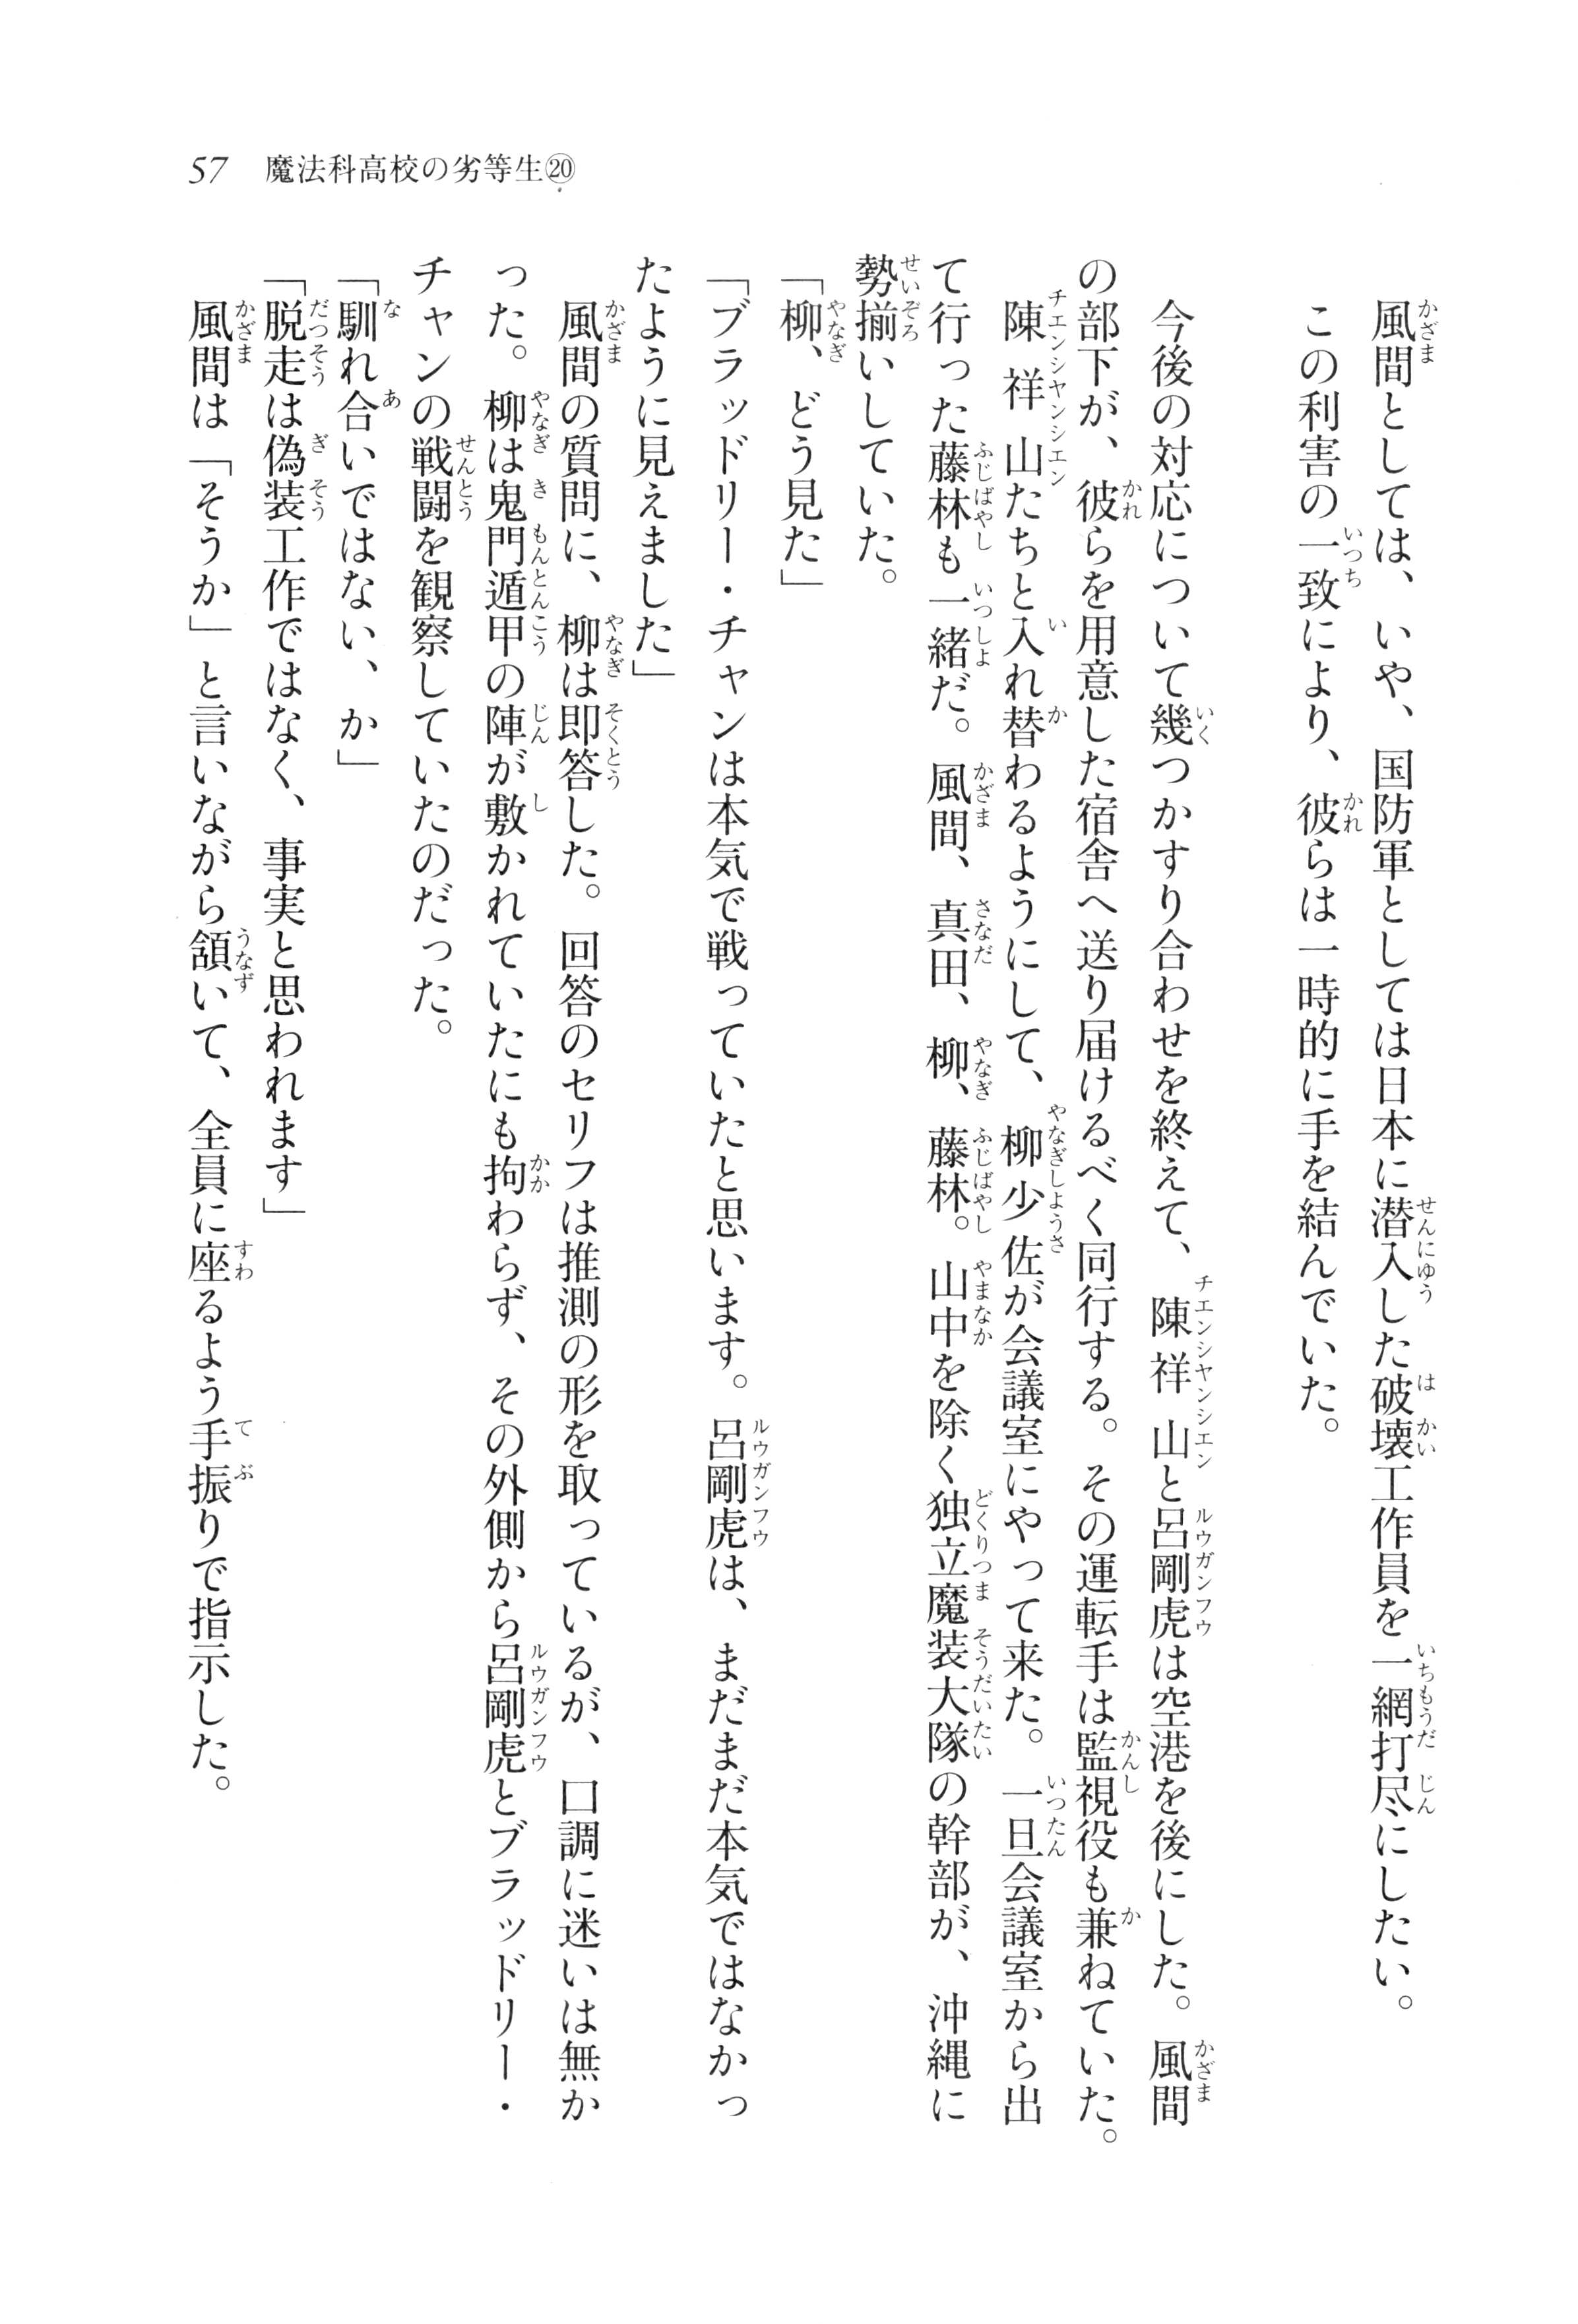 57 魔法科高校の劣等生⑳
風間としては、いや、国防軍としては日本に潜入した破壊工作員を一網打尽にしたい。
この利害の一致により、彼らは一時的に手を結んでいた。
今後の対応について幾つかすり合わせを終えて、陳祥山と呂剛虎は空港を後にした。風間
の部下が、彼らを用意した宿舎へ送り届けるべく同行する。その運転手は監視役も兼ねていた。
陳祥山たちと入れ替わるようにして、柳少佐が会議室にやって来た。一旦会議室から出
て行った藤林も一緒だ。風間、真田、柳、藤林。山中を除く独立魔装大隊の幹部が、沖縄に
勢揃いしていた。
「柳、どう見た」
「ブラッドリー・チャンは本気で戦っていたと思います。呂剛虎は、まだまだ本気ではなかっ
たように見えました」
風間の質問に、柳は即答した。回答のセリフは推測の形を取っているが、口調に迷いは無か
った。柳は鬼門遁甲の陣が敷かれていたにも拘わらず、その外側から呂剛虎とブラッドリー・
チャンの戦闘を観察していたのだった。
「馴れ合いではない、か」
「脱走は偽装工作ではなく、事実と思われます」
風間は「そうか」と言いながら頷いて、全員に座るよう手振りで指示した。